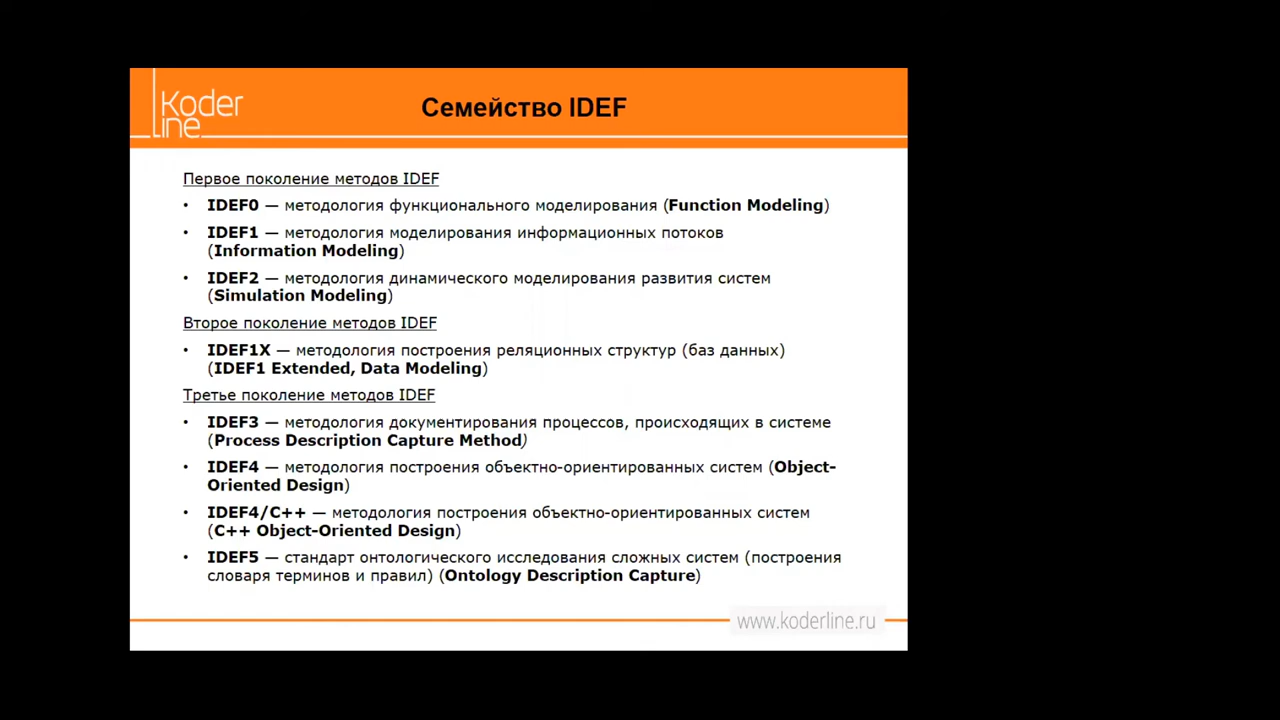 Koder
line
Семейство IDEF
Первое поколение методов IDEF
• IDEF0 — методология функционального моделирования (Function Modeling)
• IDEF1 — методология моделирования информационных потоков
(Information Modeling)
• IDEF2 — методология динамического моделирования развития систем
(Simulation Modeling)
Второе поколение методов IDEF
• IDEF1X — методология построения реляционных структур (баз данных)
(IDEF1 Extended, Data Modeling)
Третье поколение методов IDEF
• IDEF3 — методология документирования процессов, происходящих в системе
(Process Description Capture Method)
• IDEF4 — методология построения объектно-ориентированных систем (Object-
Oriented Design)
• IDEF4/C++ — методология построения объектно-ориентированных систем
(C++ Object-Oriented Design)
• IDEF5 — стандарт онтологического исследования сложных систем (построения
словаря терминов и правил) (Ontology Description Capture)
www.koderline.ru